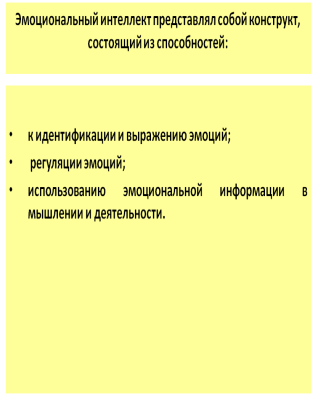 Эмоциональный интеллект представлял собой конструкт,
состоящий из способностей:
• к идентификации и выражению эмоций;
• регуляции эмоций;
• использованию эмоциональной информации в
мышлении и деятельности.